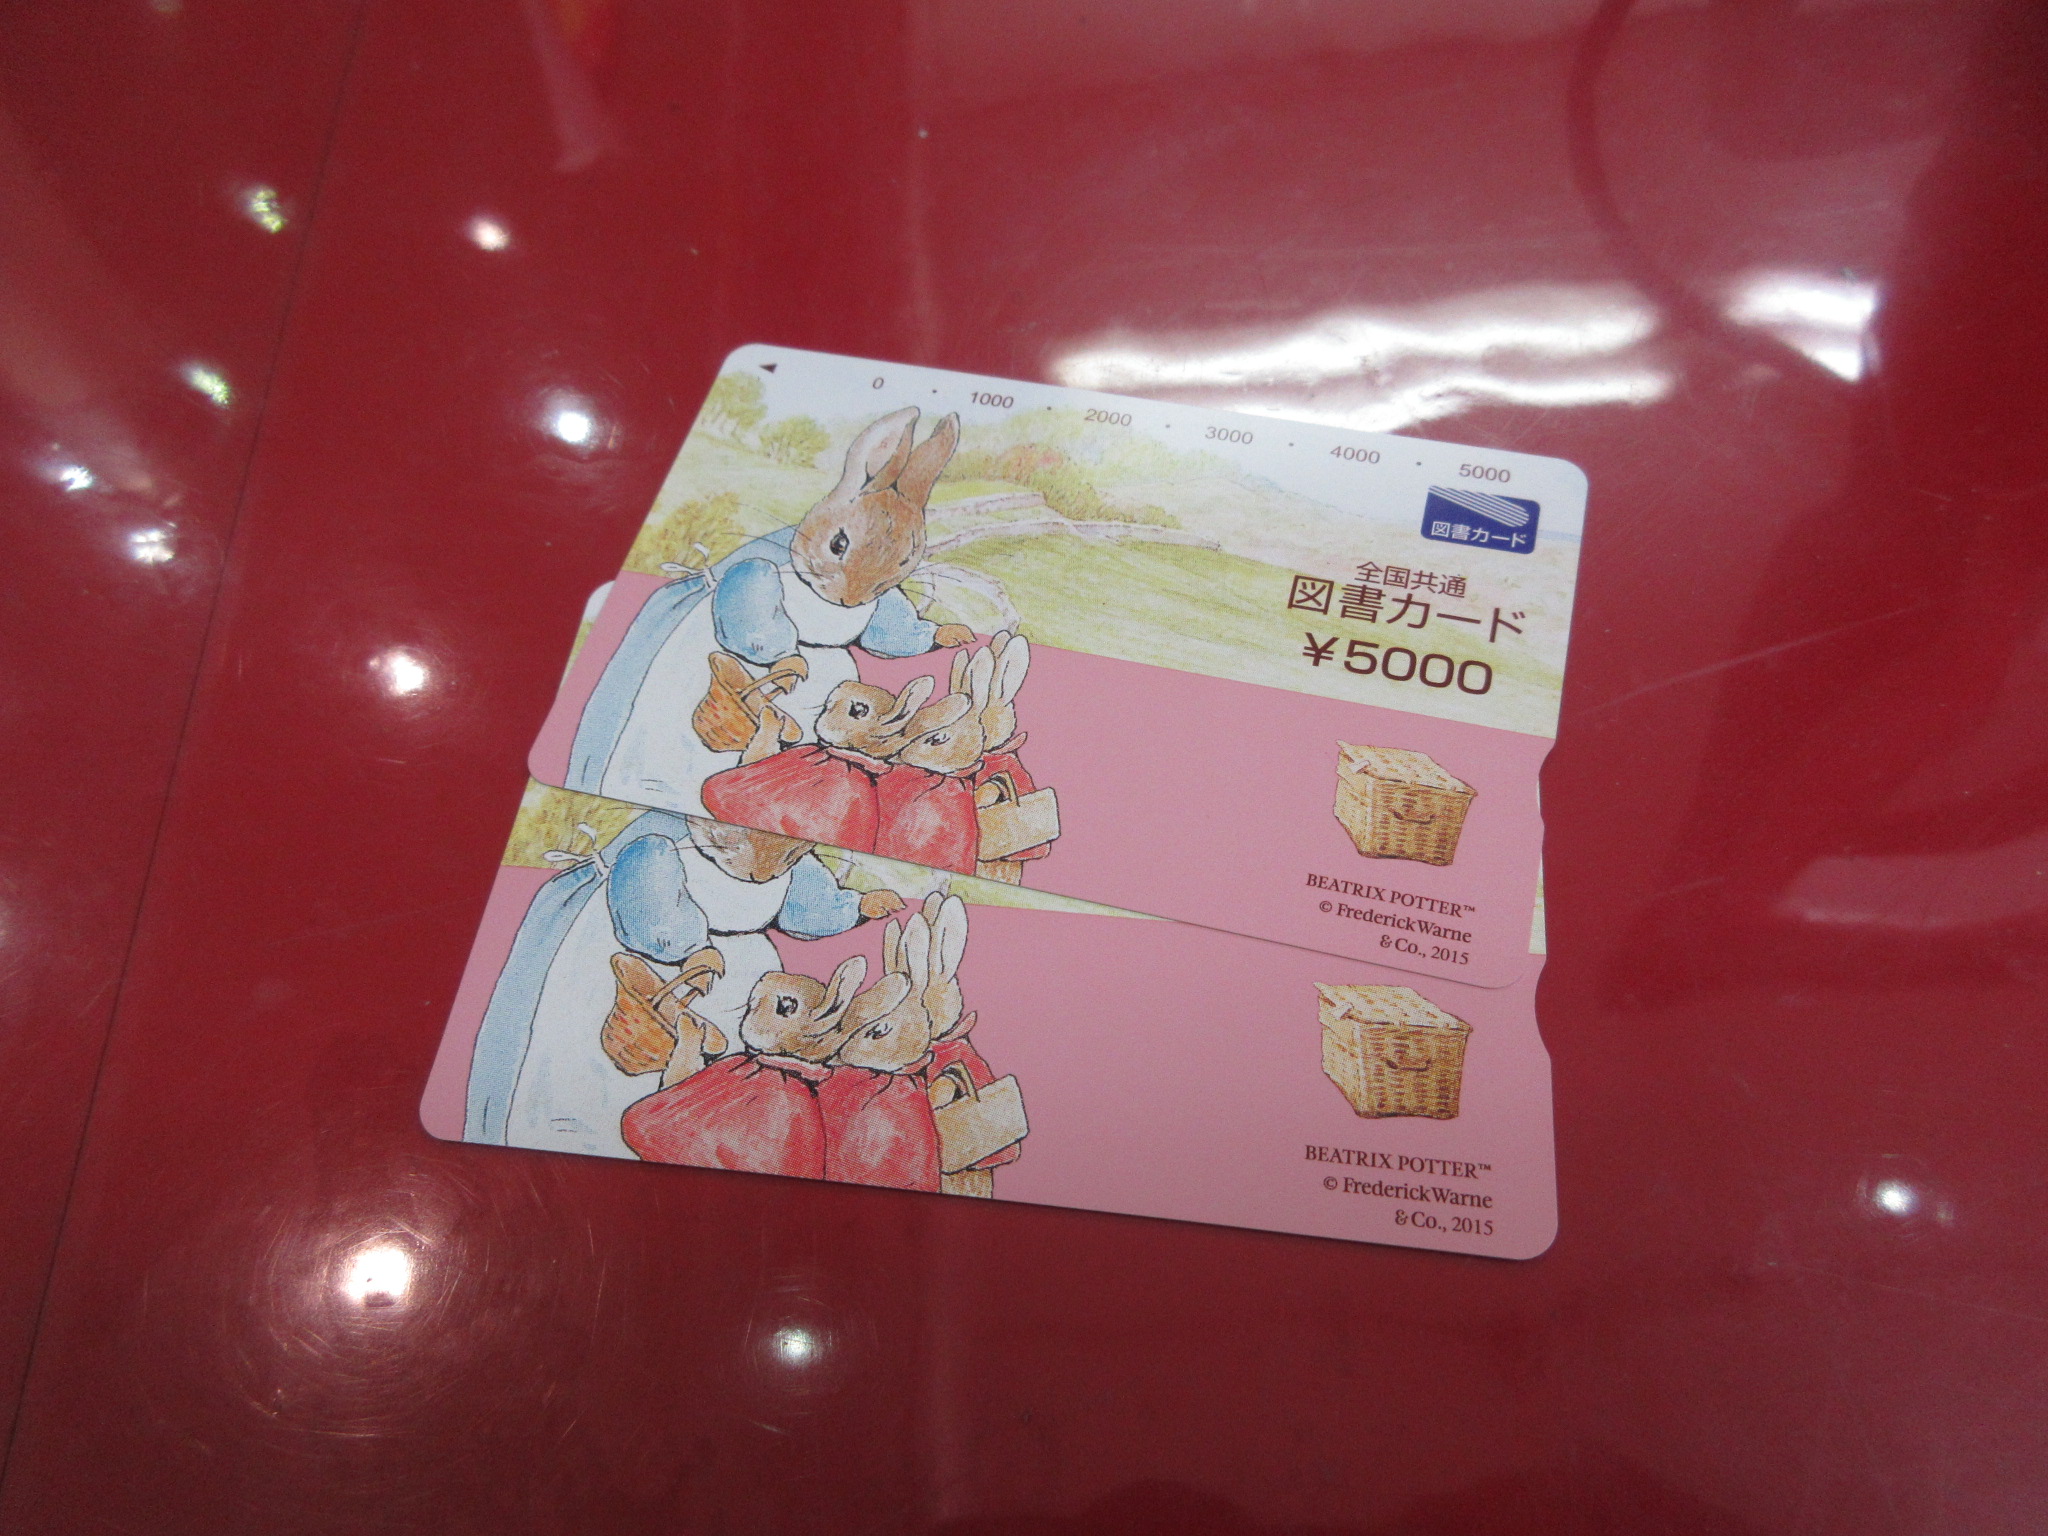 0 ・ 1000 ・ 2000 ・ 3000 ・ 4000 ・ 5000
図書カード
全国共通
図書カード
¥5000
BEATRIX POTTER™
© FrederickWarne
& Co., 2015
BEATRIX POTTER™
© FrederickWarne
& Co., 2015